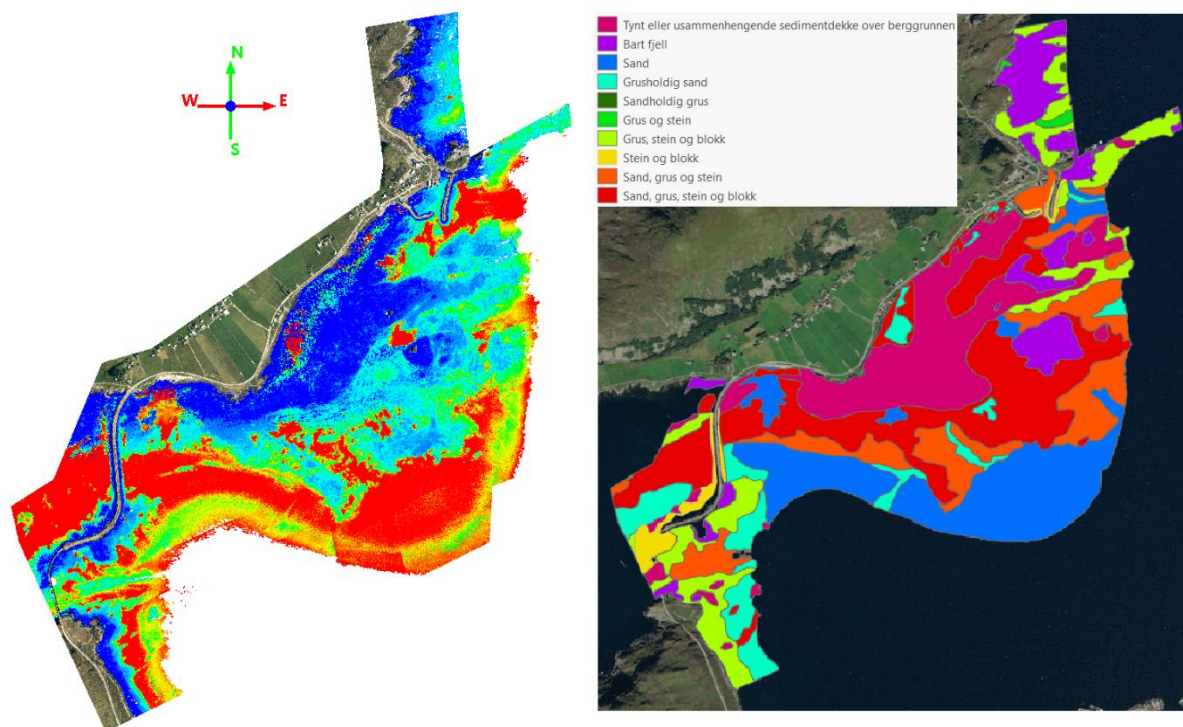 N
W E
S
Tynt eller usammenhengende sedimentdekke over berggrunnen
Bart fjell
Sand
Grusholdig sand
Sandholdig grus
Grus og stein
Grus, stein og blokk
Stein og blokk
Sand, grus og stein
Sand, grus, stein og blokk